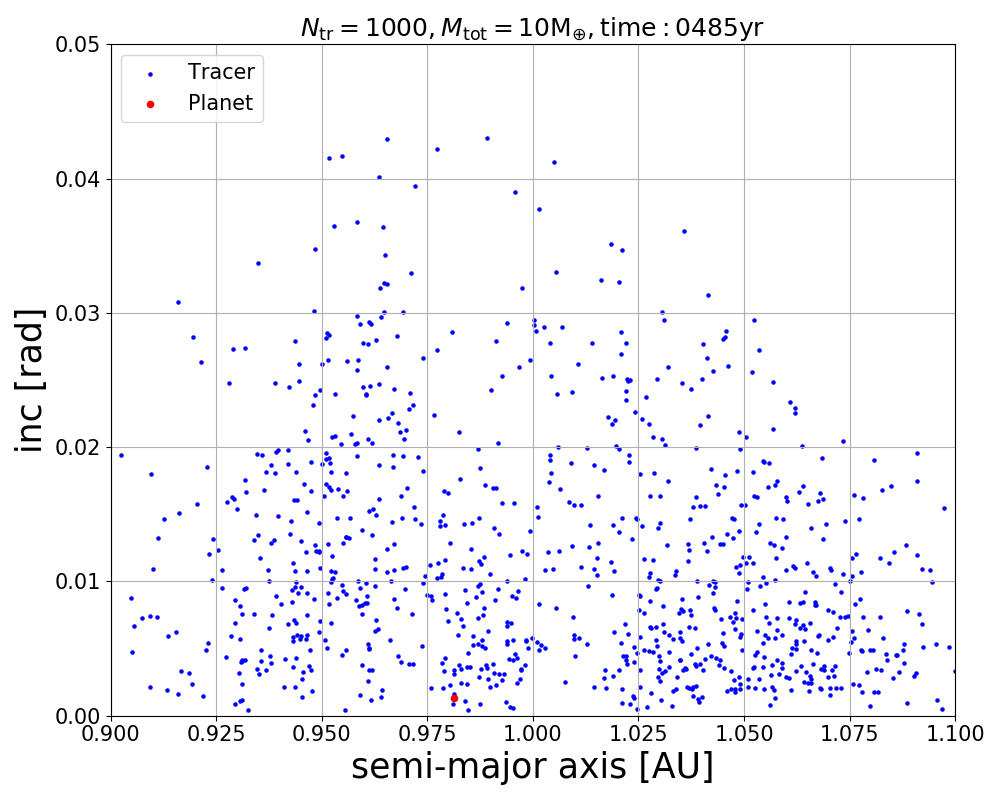 N_tr = 1000, M_tot = 10M_⊕, time : 0485yr
Tracer
Planet
inc [rad]
0.05
0.04
0.03
0.02
0.01
0.00
0.900 0.925 0.950 0.975 1.000 1.025 1.050 1.075 1.100
semi-major axis [AU]